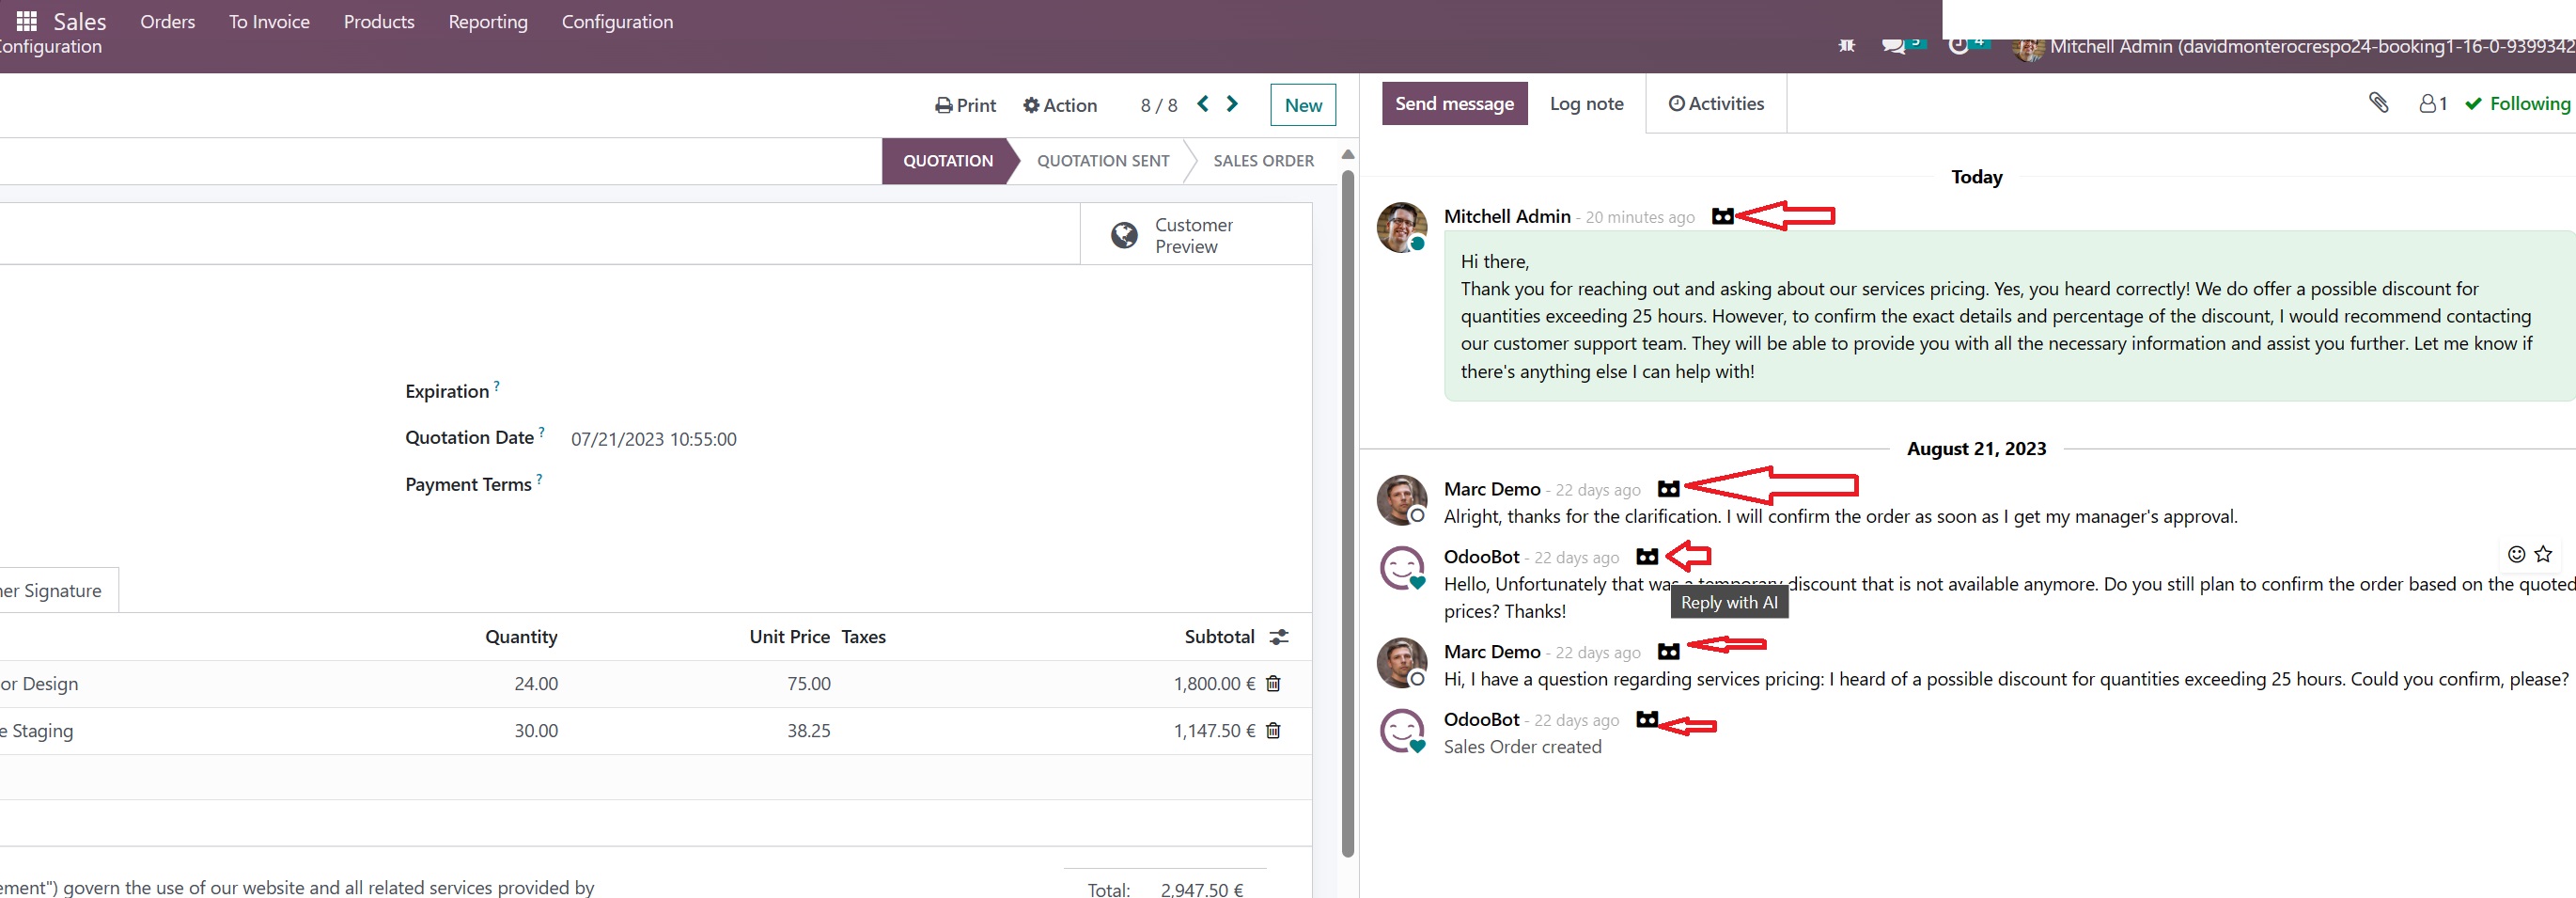 Sales Orders To Invoice Products Reporting Configuration
onfiguration
5 4 Mitchell Admin (davidmonterocrespo24-booking1-16-0-9399342
Print Action 8 / 8 New
QUOTATION QUOTATION SENT SALES ORDER
Customer
Preview
Expiration ?
Quotation Date ? 07/21/2023 10:55:00
Payment Terms ?
er Signature
Quantity Unit Price Taxes Subtotal
or Design 24.00 75.00 1,800.00 €
e Staging 30.00 38.25 1,147.50 €
ement") govern the use of our website and all related services provided by
Total: 2,947.50 €
Send message Log note Activities 1 Following
Today
Mitchell Admin - 20 minutes ago
Hi there,
Thank you for reaching out and asking about our services pricing. Yes, you heard correctly! We do offer a possible discount for
quantities exceeding 25 hours. However, to confirm the exact details and percentage of the discount, I would recommend contacting
our customer support team. They will be able to provide you with all the necessary information and assist you further. Let me know if
there's anything else I can help with!
August 21, 2023
Marc Demo - 22 days ago
Alright, thanks for the clarification. I will confirm the order as soon as I get my manager's approval.
OdooBot - 22 days ago
Hello, Unfortunately that was a temporary discount that is not available anymore. Do you still plan to confirm the order based on the quoted
prices? Thanks!
Reply with AI
Marc Demo - 22 days ago
Hi, I have a question regarding services pricing: I heard of a possible discount for quantities exceeding 25 hours. Could you confirm, please?
OdooBot - 22 days ago
Sales Order created